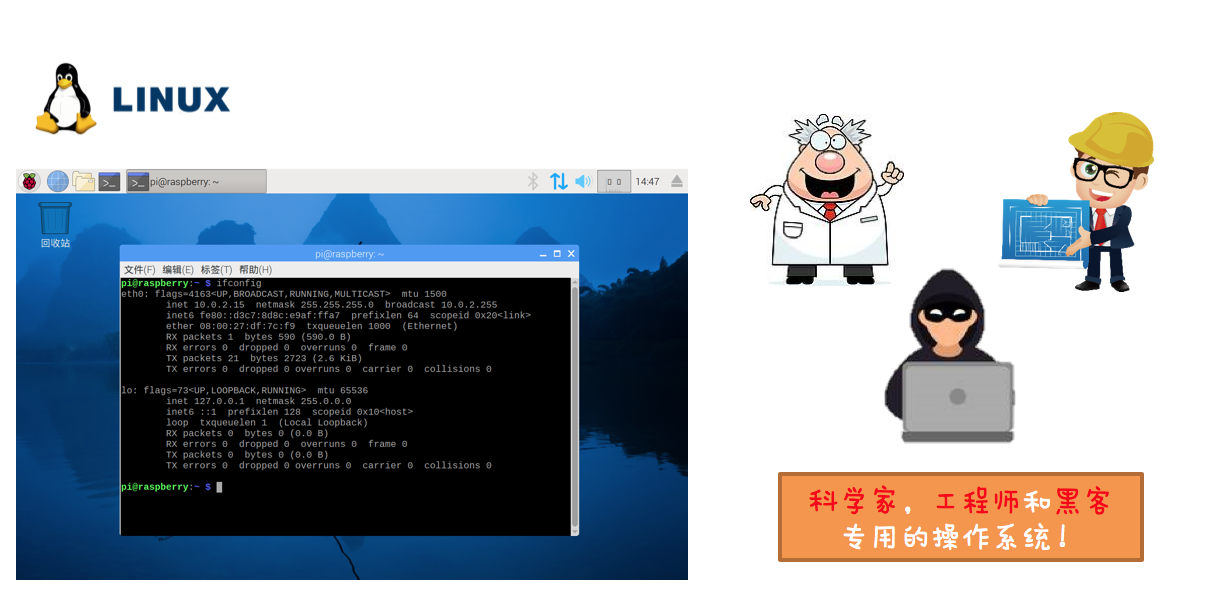 LINUX
pi@raspberry: ~
14:47
回收站
pi@raspberry: ~
文件(F) 编辑(E) 标签(T) 帮助(H)
pi@raspberry:~ $ ifconfig
eth0: flags=4163<UP,BROADCAST,RUNNING,MULTICAST>  mtu 1500
inet 10.0.2.15  netmask 255.255.255.0  broadcast 10.0.2.255
inet6 fe80::d3c7:8d8c:e9af:ffa7  prefixlen 64  scopeid 0x20<link>
ether 08:00:27:df:7c:f9  txqueuelen 1000  (Ethernet)
RX packets 1  bytes 590 (590.0 B)
RX errors 0  dropped 0  overruns 0  frame 0
TX packets 21  bytes 2723 (2.6 KiB)
TX errors 0  dropped 0 overruns 0  carrier 0  collisions 0
lo: flags=73<UP,LOOPBACK,RUNNING>  mtu 65536
inet 127.0.0.1  netmask 255.0.0.0
inet6 ::1  prefixlen 128  scopeid 0x10<host>
loop  txqueuelen 1  (Local Loopback)
RX packets 0  bytes 0 (0.0 B)
RX errors 0  dropped 0  overruns 0  frame 0
TX packets 0  bytes 0 (0.0 B)
TX errors 0  dropped 0 overruns 0  carrier 0  collisions 0
pi@raspberry:~ $
科学家，工程师和黑客
专用的操作系统！